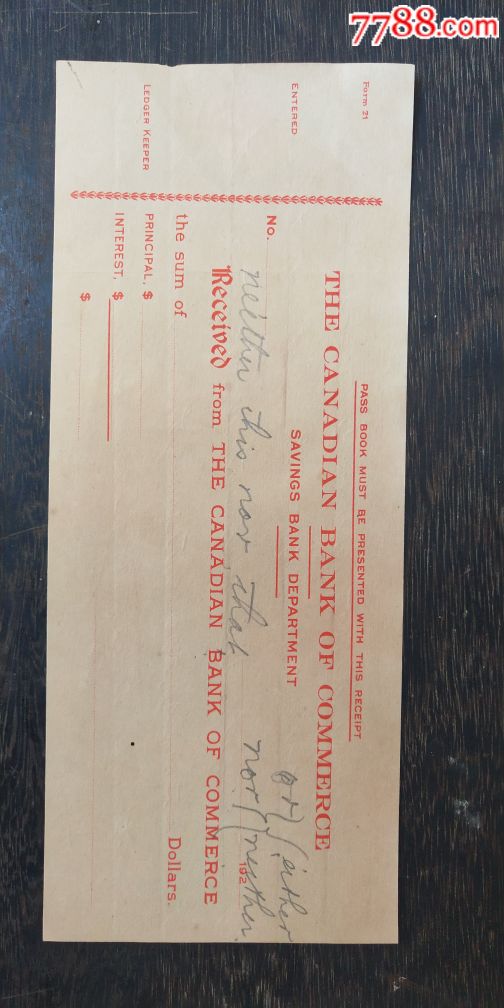 7788.com
Form 21
PASS BOOK MUST BE PRESENTED WITH THIS RECEIPT
THE CANADIAN BANK OF COMMERCE
ENTERED
SAVINGS BANK DEPARTMENT
or) (either
No.
192
nor) (neither
neither this nor that
Received from THE CANADIAN BANK OF COMMERCE
the sum of
Dollars.
LEDGER KEEPER
PRINCIPAL, $
INTEREST, $
$